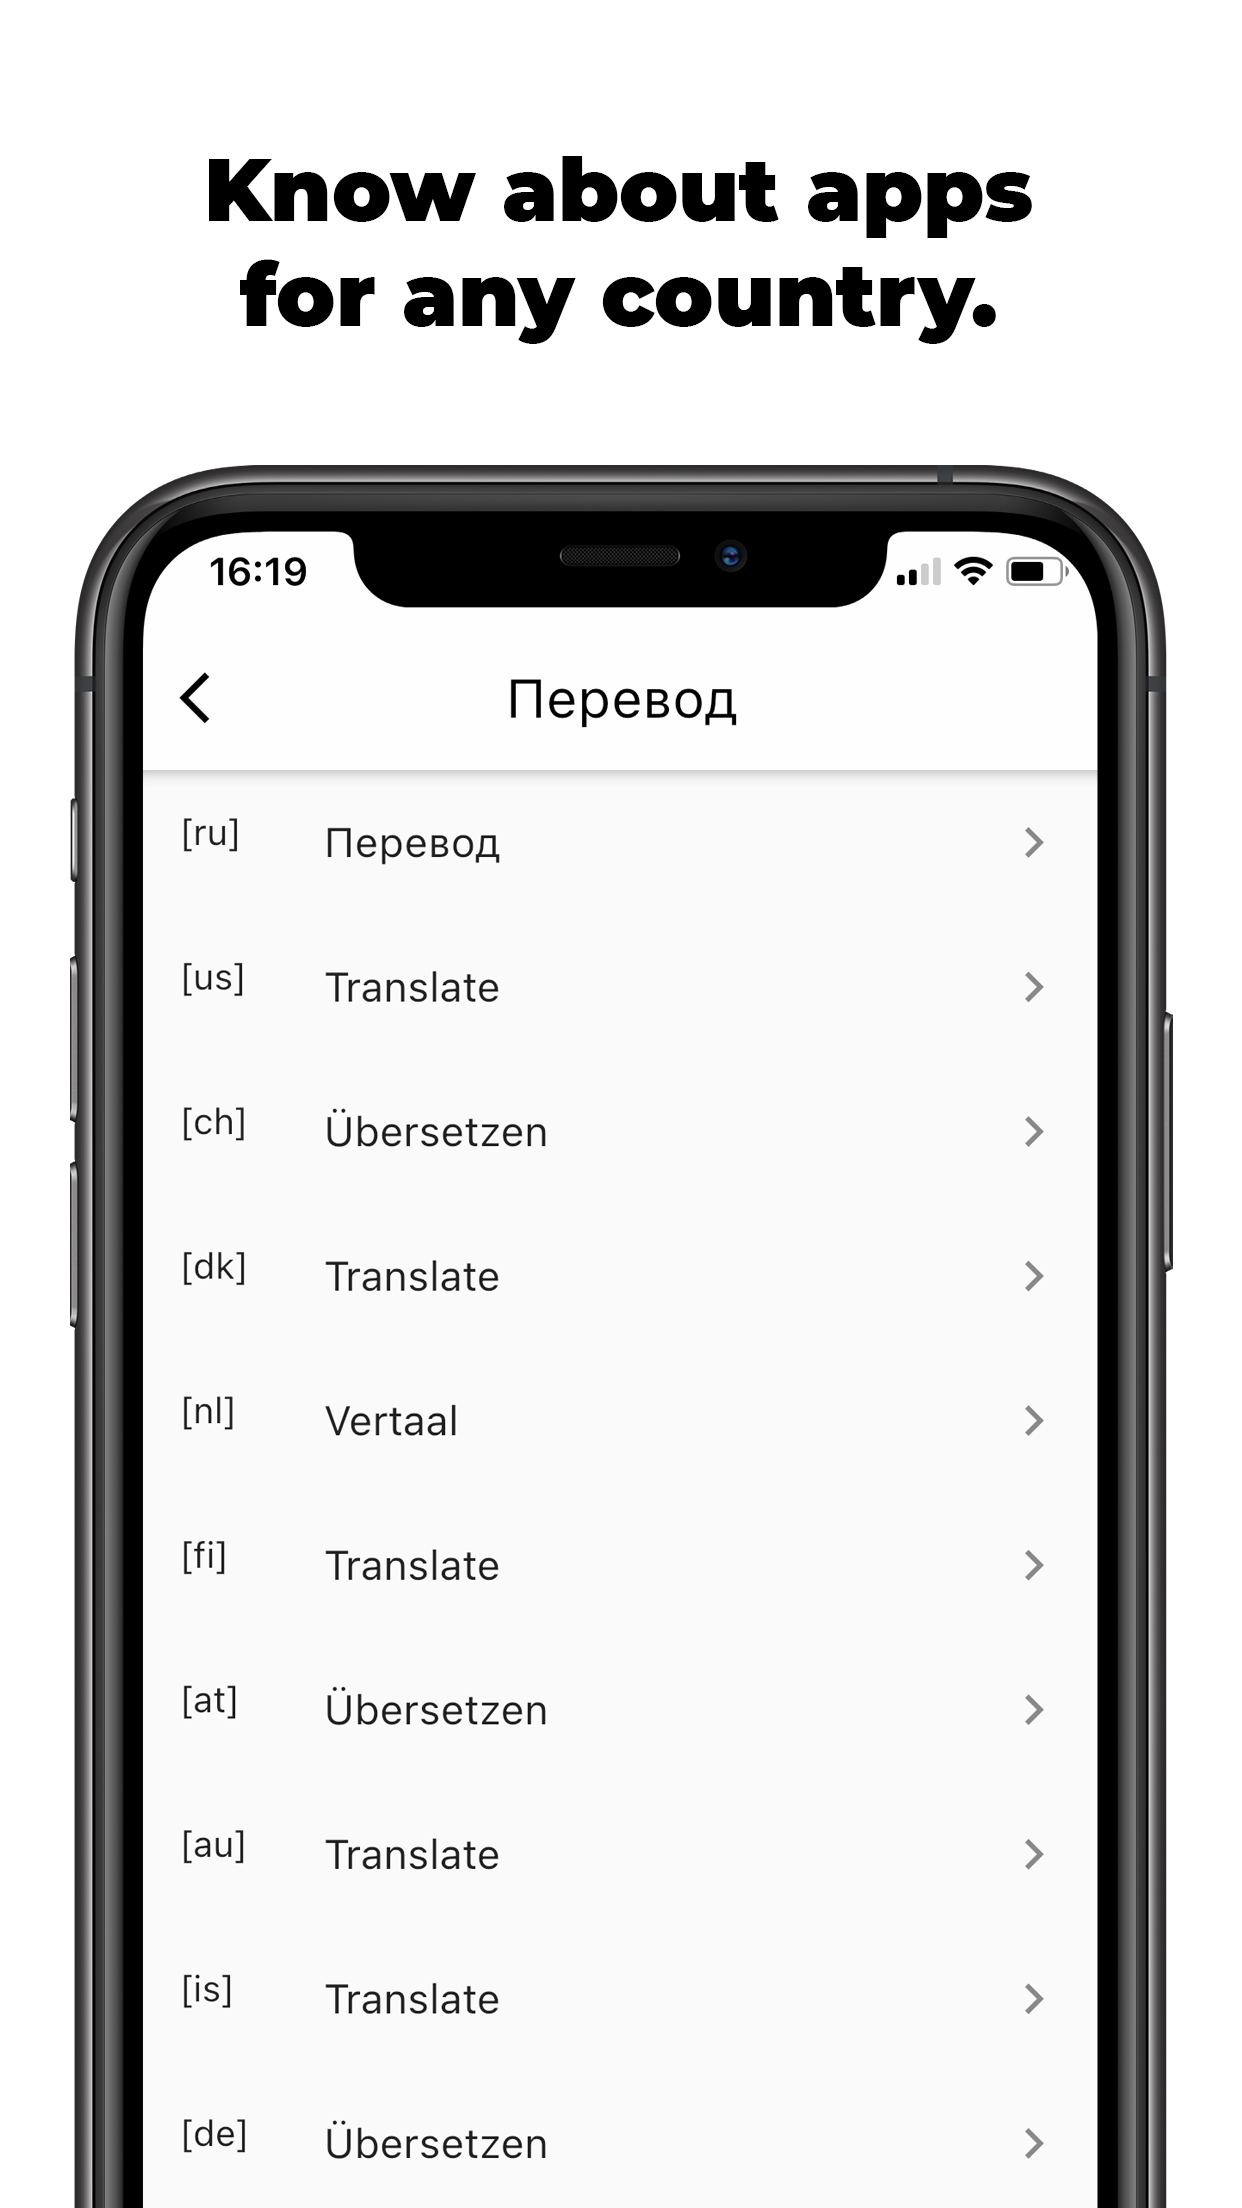 Know about apps
for any country.
16:19
Перевод
[ru] Перевод
[us] Translate
[ch] Übersetzen
[dk] Translate
[nl] Vertaal
[fi] Translate
[at] Übersetzen
[au] Translate
[is] Translate
[de] Übersetzen